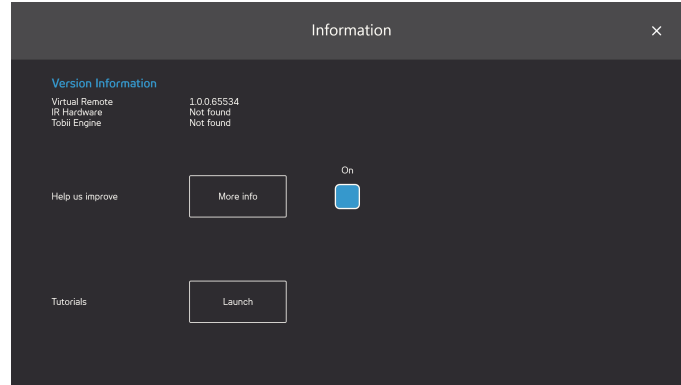 Information
Version Information
Virtual Remote 1.0.0.65534
IR Hardware Not found
Tobii Engine Not found
On
Help us improve More info
Tutorials Launch